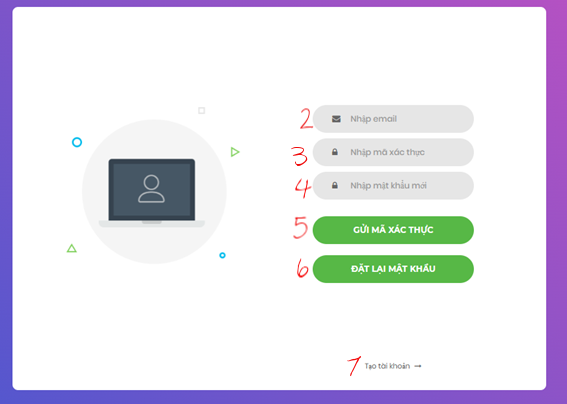 2 Nhập email
3 Nhập mã xác thực
4 Nhập mật khẩu mới
5 GỬI MÃ XÁC THỰC
6 ĐẶT LẠI MẬT KHẨU
7 Tạo tài khoản →